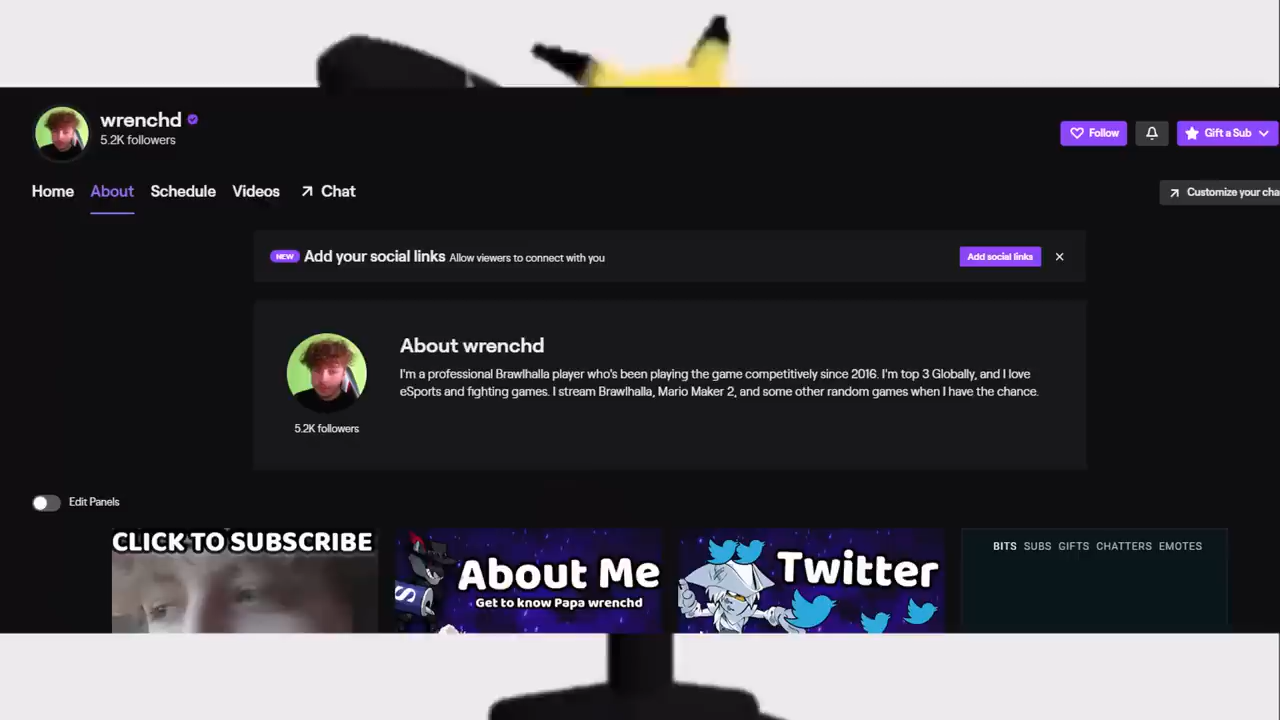 wrenchd
5.2K followers
Follow
Gift a Sub
Home
About
Schedule
Videos
Chat
Customize your cha
NEW
Add your social links
Allow viewers to connect with you
Add social links
About wrenchd
I'm a professional Brawlhalla player who's been playing the game competitively since 2016. I'm top 3 Globally, and I love
eSports and fighting games. I stream Brawlhalla, Mario Maker 2, and some other random games when I have the chance.
5.2K followers
Edit Panels
CLICK TO SUBSCRIBE
About Me
Get to know Papa wrenchd
S
Twitter
BITS SUBS GIFTS CHATTERS EMOTES